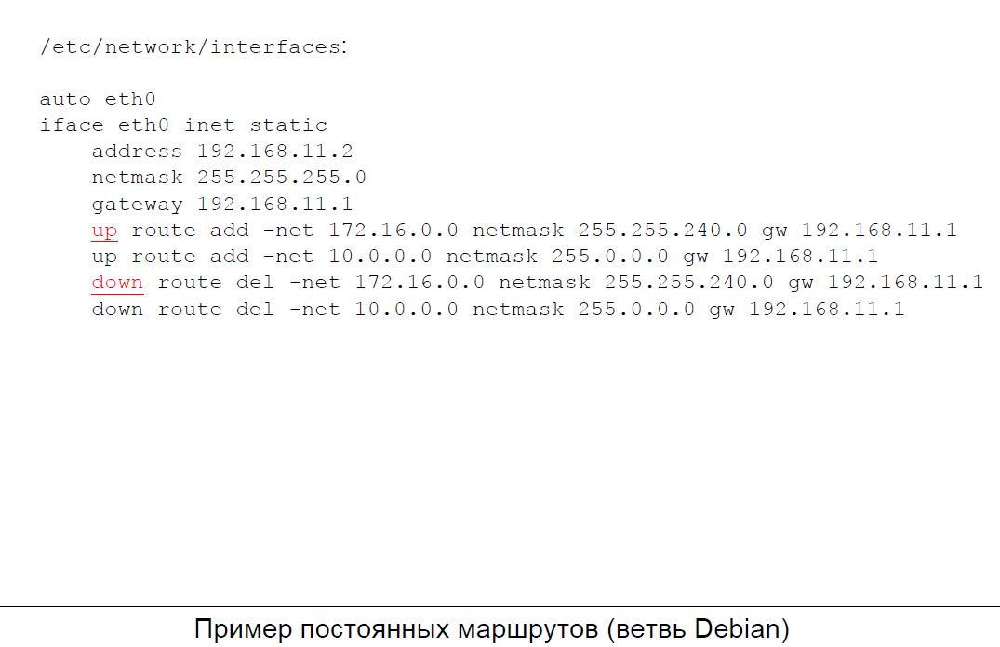 /etc/network/interfaces:
auto eth0
iface eth0 inet static
address 192.168.11.2
netmask 255.255.255.0
gateway 192.168.11.1
up route add -net 172.16.0.0 netmask 255.255.240.0 gw 192.168.11.1
up route add -net 10.0.0.0 netmask 255.0.0.0 gw 192.168.11.1
down route del -net 172.16.0.0 netmask 255.255.240.0 gw 192.168.11.1
down route del -net 10.0.0.0 netmask 255.0.0.0 gw 192.168.11.1
Пример постоянных маршрутов (ветвь Debian)